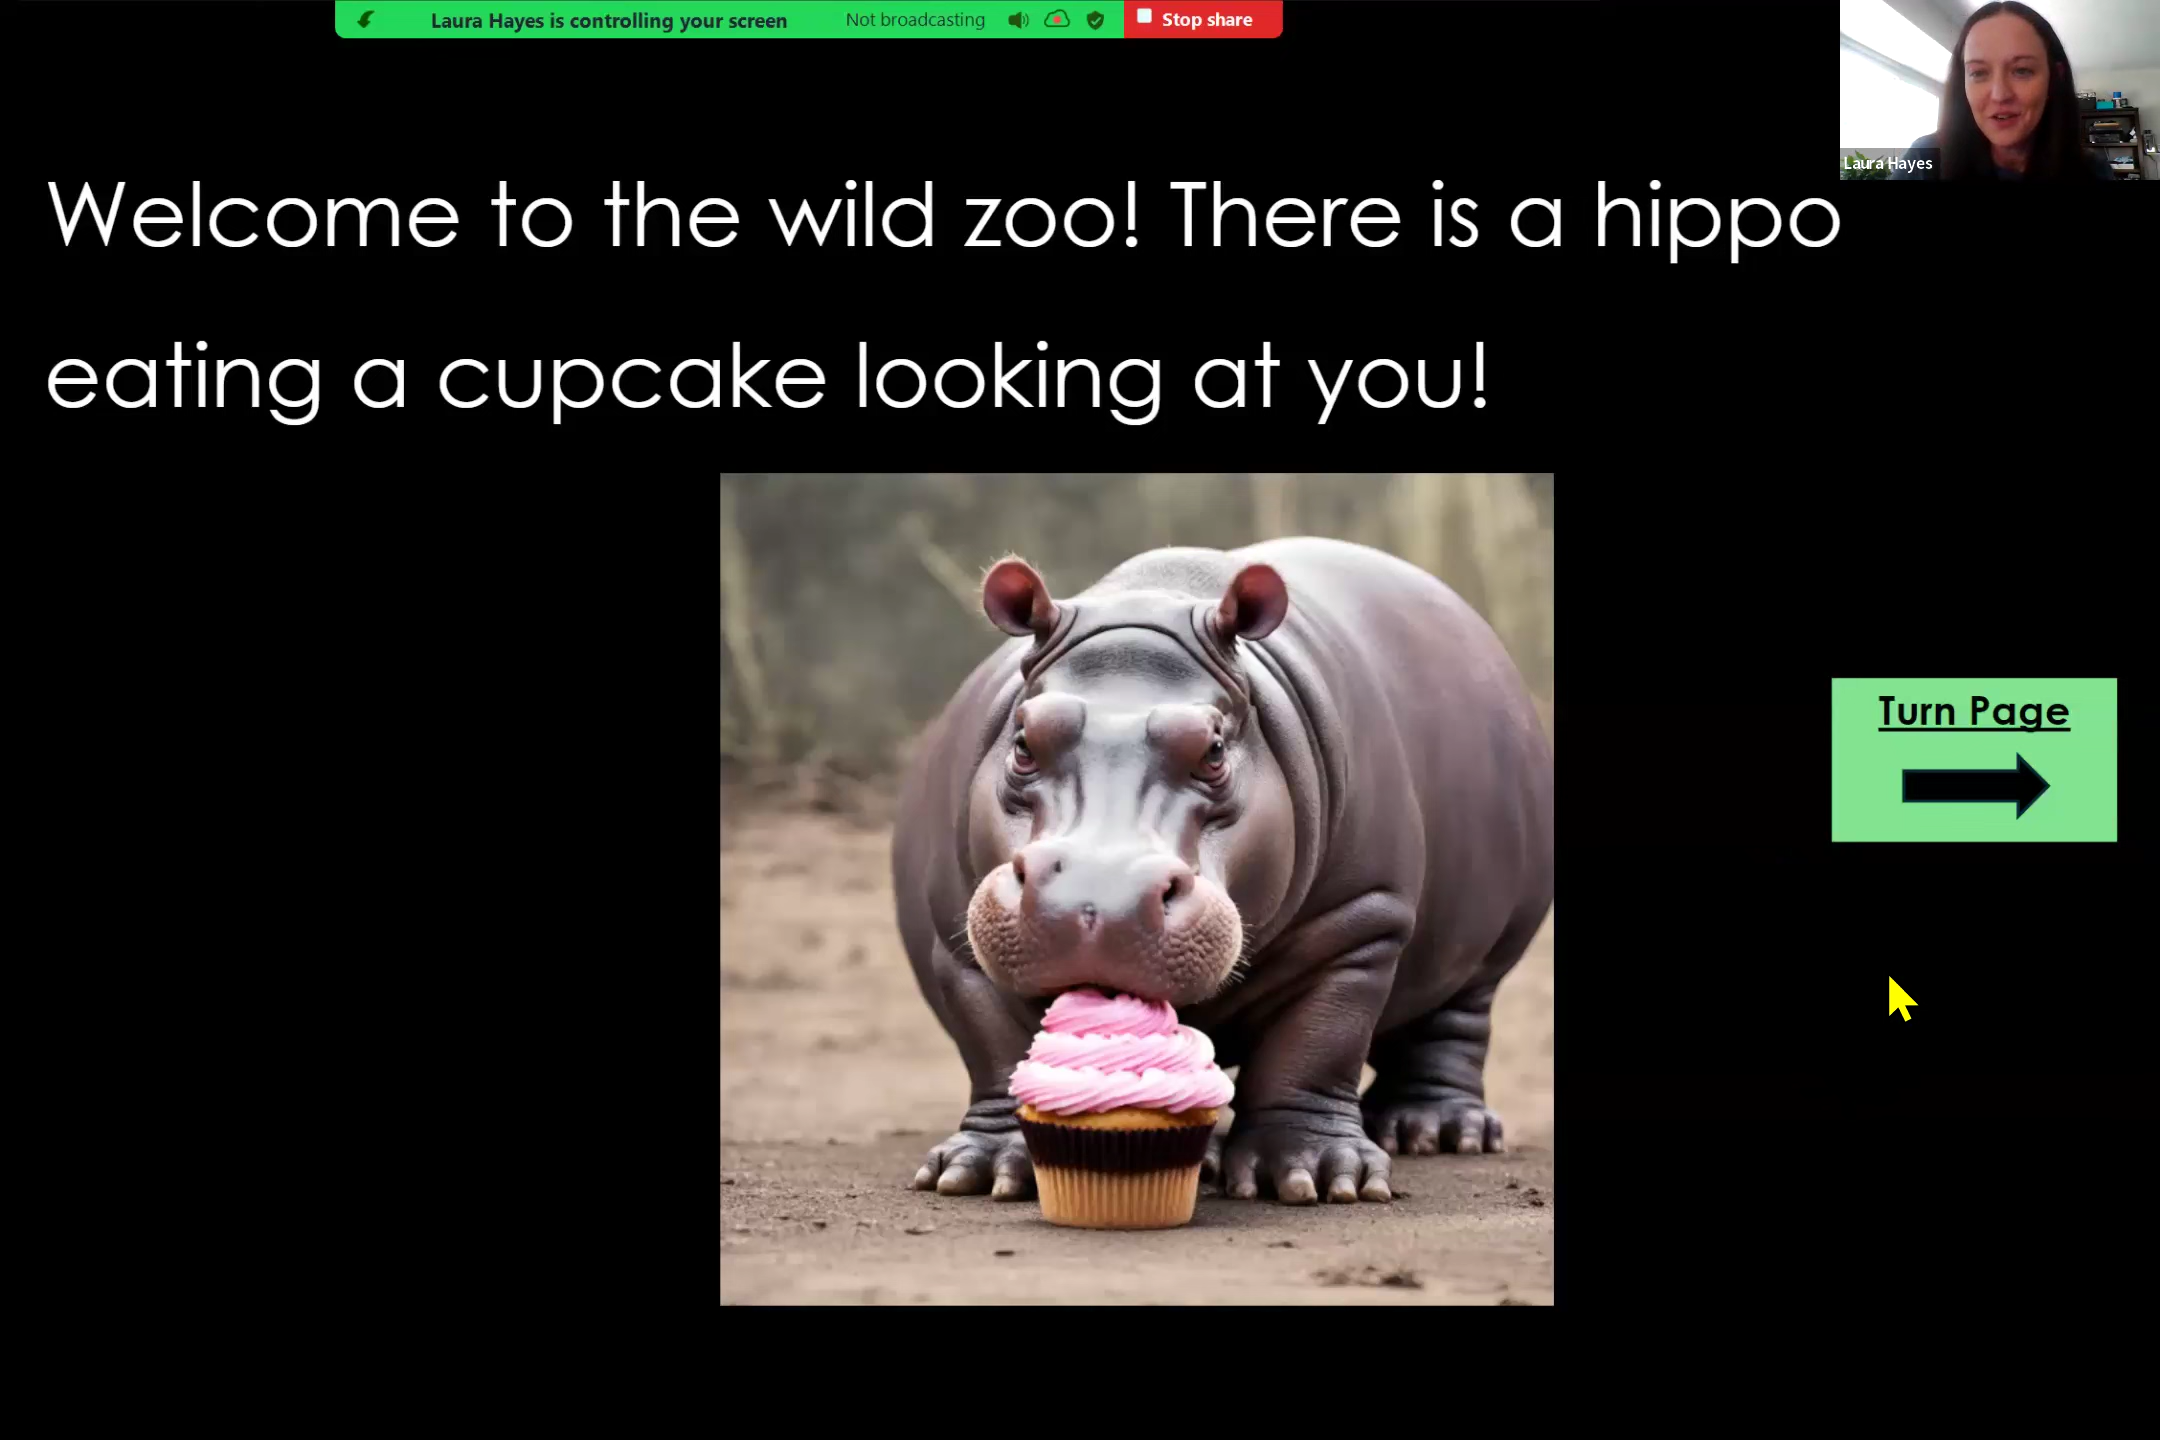 Laura Hayes is controlling your screen Not broadcasting Stop share
Laura Hayes
Welcome to the wild zoo! There is a hippo
eating a cupcake looking at you!
Turn Page